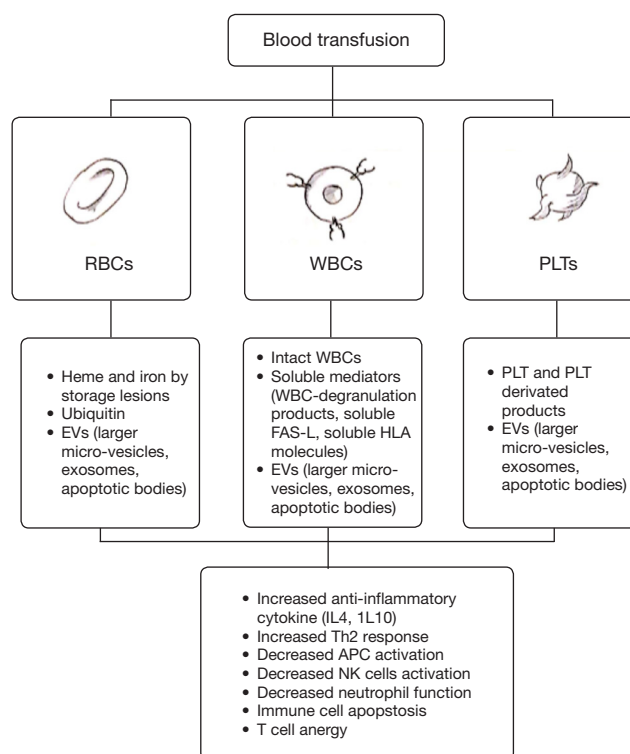 Blood transfusion
RBCs
WBCs
PLTs
• Heme and iron by
storage lesions
• Ubiquitin
• EVs (larger
micro-vesicles,
exosomes,
apoptotic bodies)
• Intact WBCs
• Soluble mediators
(WBC-degranulation
products, soluble
FAS-L, soluble HLA
molecules)
• EVs (larger micro-
vesicles, exosomes,
apoptotic bodies)
• PLT and PLT
derivated
products
• EVs (larger
micro-vesicles,
exosomes,
apoptotic bodies)
• Increased anti-inflammatory
cytokine (IL4, 1L10)
• Increased Th2 response
• Decreased APC activation
• Decreased NK cells activation
• Decreased neutrophil function
• Immune cell apopstosis
• T cell anergy